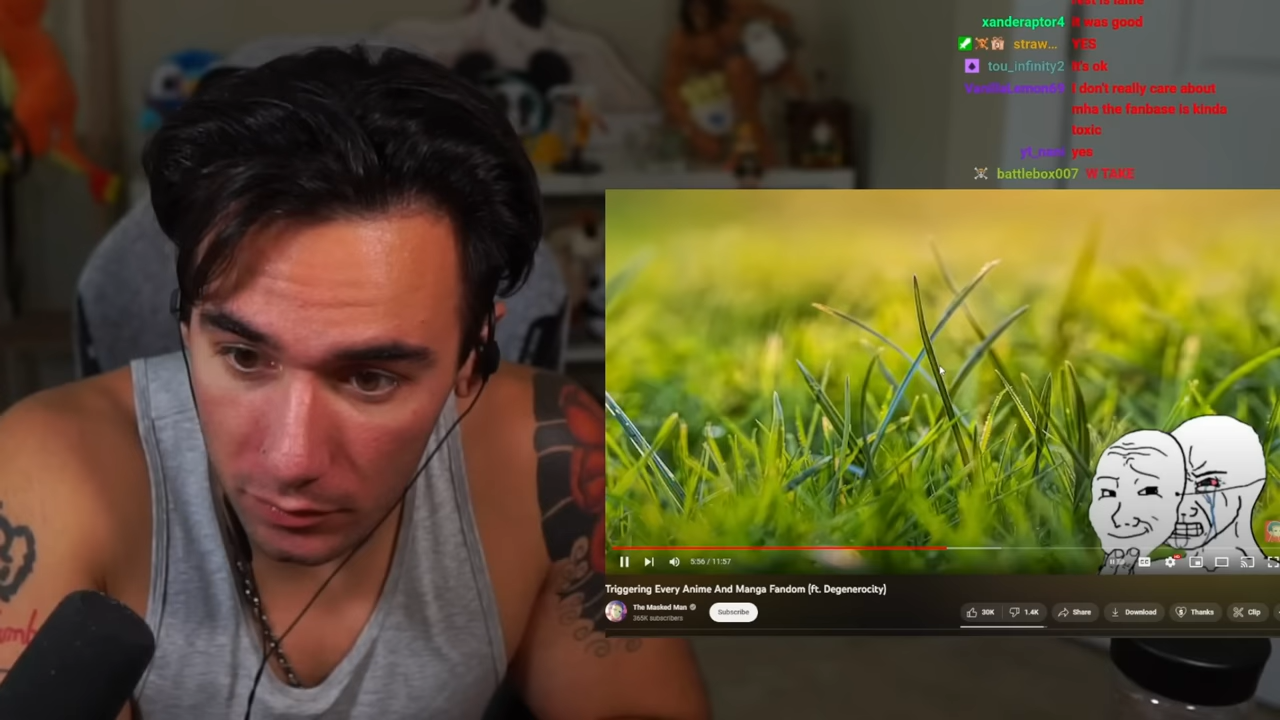 xanderaptor4 it was good
straw... YES
tou_infinity2 It's ok
I don't really care about
mha the fanbase is kinda
toxic
yes
battlebox007 W TAKE
5:56 / 11:57
Triggering Every Anime And Manga Fandom (ft. Degenerocity)
The Masked Man
365K subscribers
Subscribe
30K
1.4K
Share
Download
Thanks
Clip